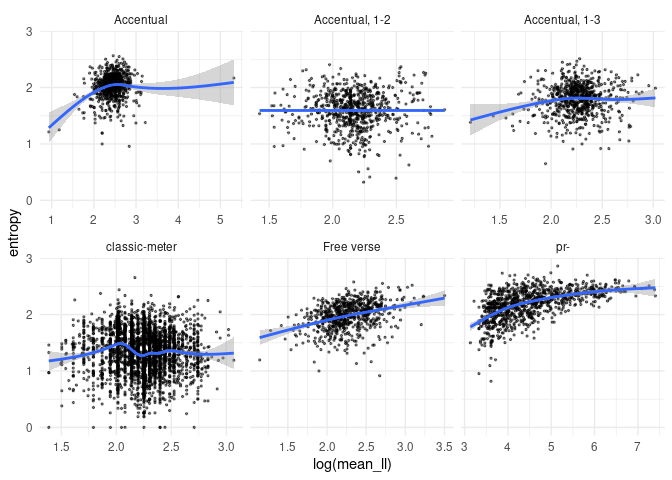 Accentual
Accentual, 1-2
Accentual, 1-3
3
2
1
0
1 2 3 4 5
1.5 2.0 2.5
1.5 2.0 2.5 3.0
entropy
classic-meter
Free verse
pr-
3
2
1
0
1.5 2.0 2.5 3.0
1.5 2.0 2.5 3.0 3.5
3 4 5 6 7
log(mean_ll)